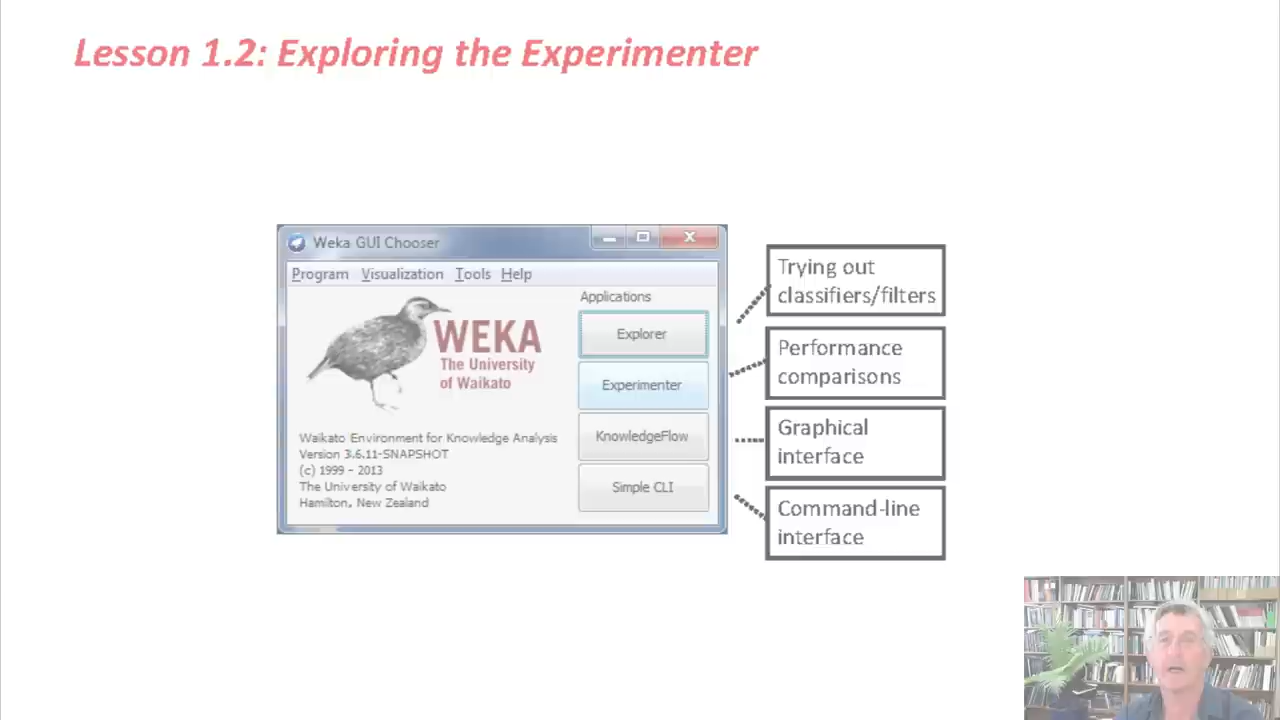 Lesson 1.2: Exploring the Experimenter
Weka GUI Chooser
Program Visualization Tools Help
Applications
WEKA
The University
of Waikato
Explorer
Experimenter
KnowledgeFlow
Simple CLI
Waikato Environment for Knowledge Analysis
Version 3.6.11-SNAPSHOT
(c) 1999 - 2013
The University of Waikato
Hamilton, New Zealand
Trying out
classifiers/filters
Performance
comparisons
Graphical
interface
Command-line
interface